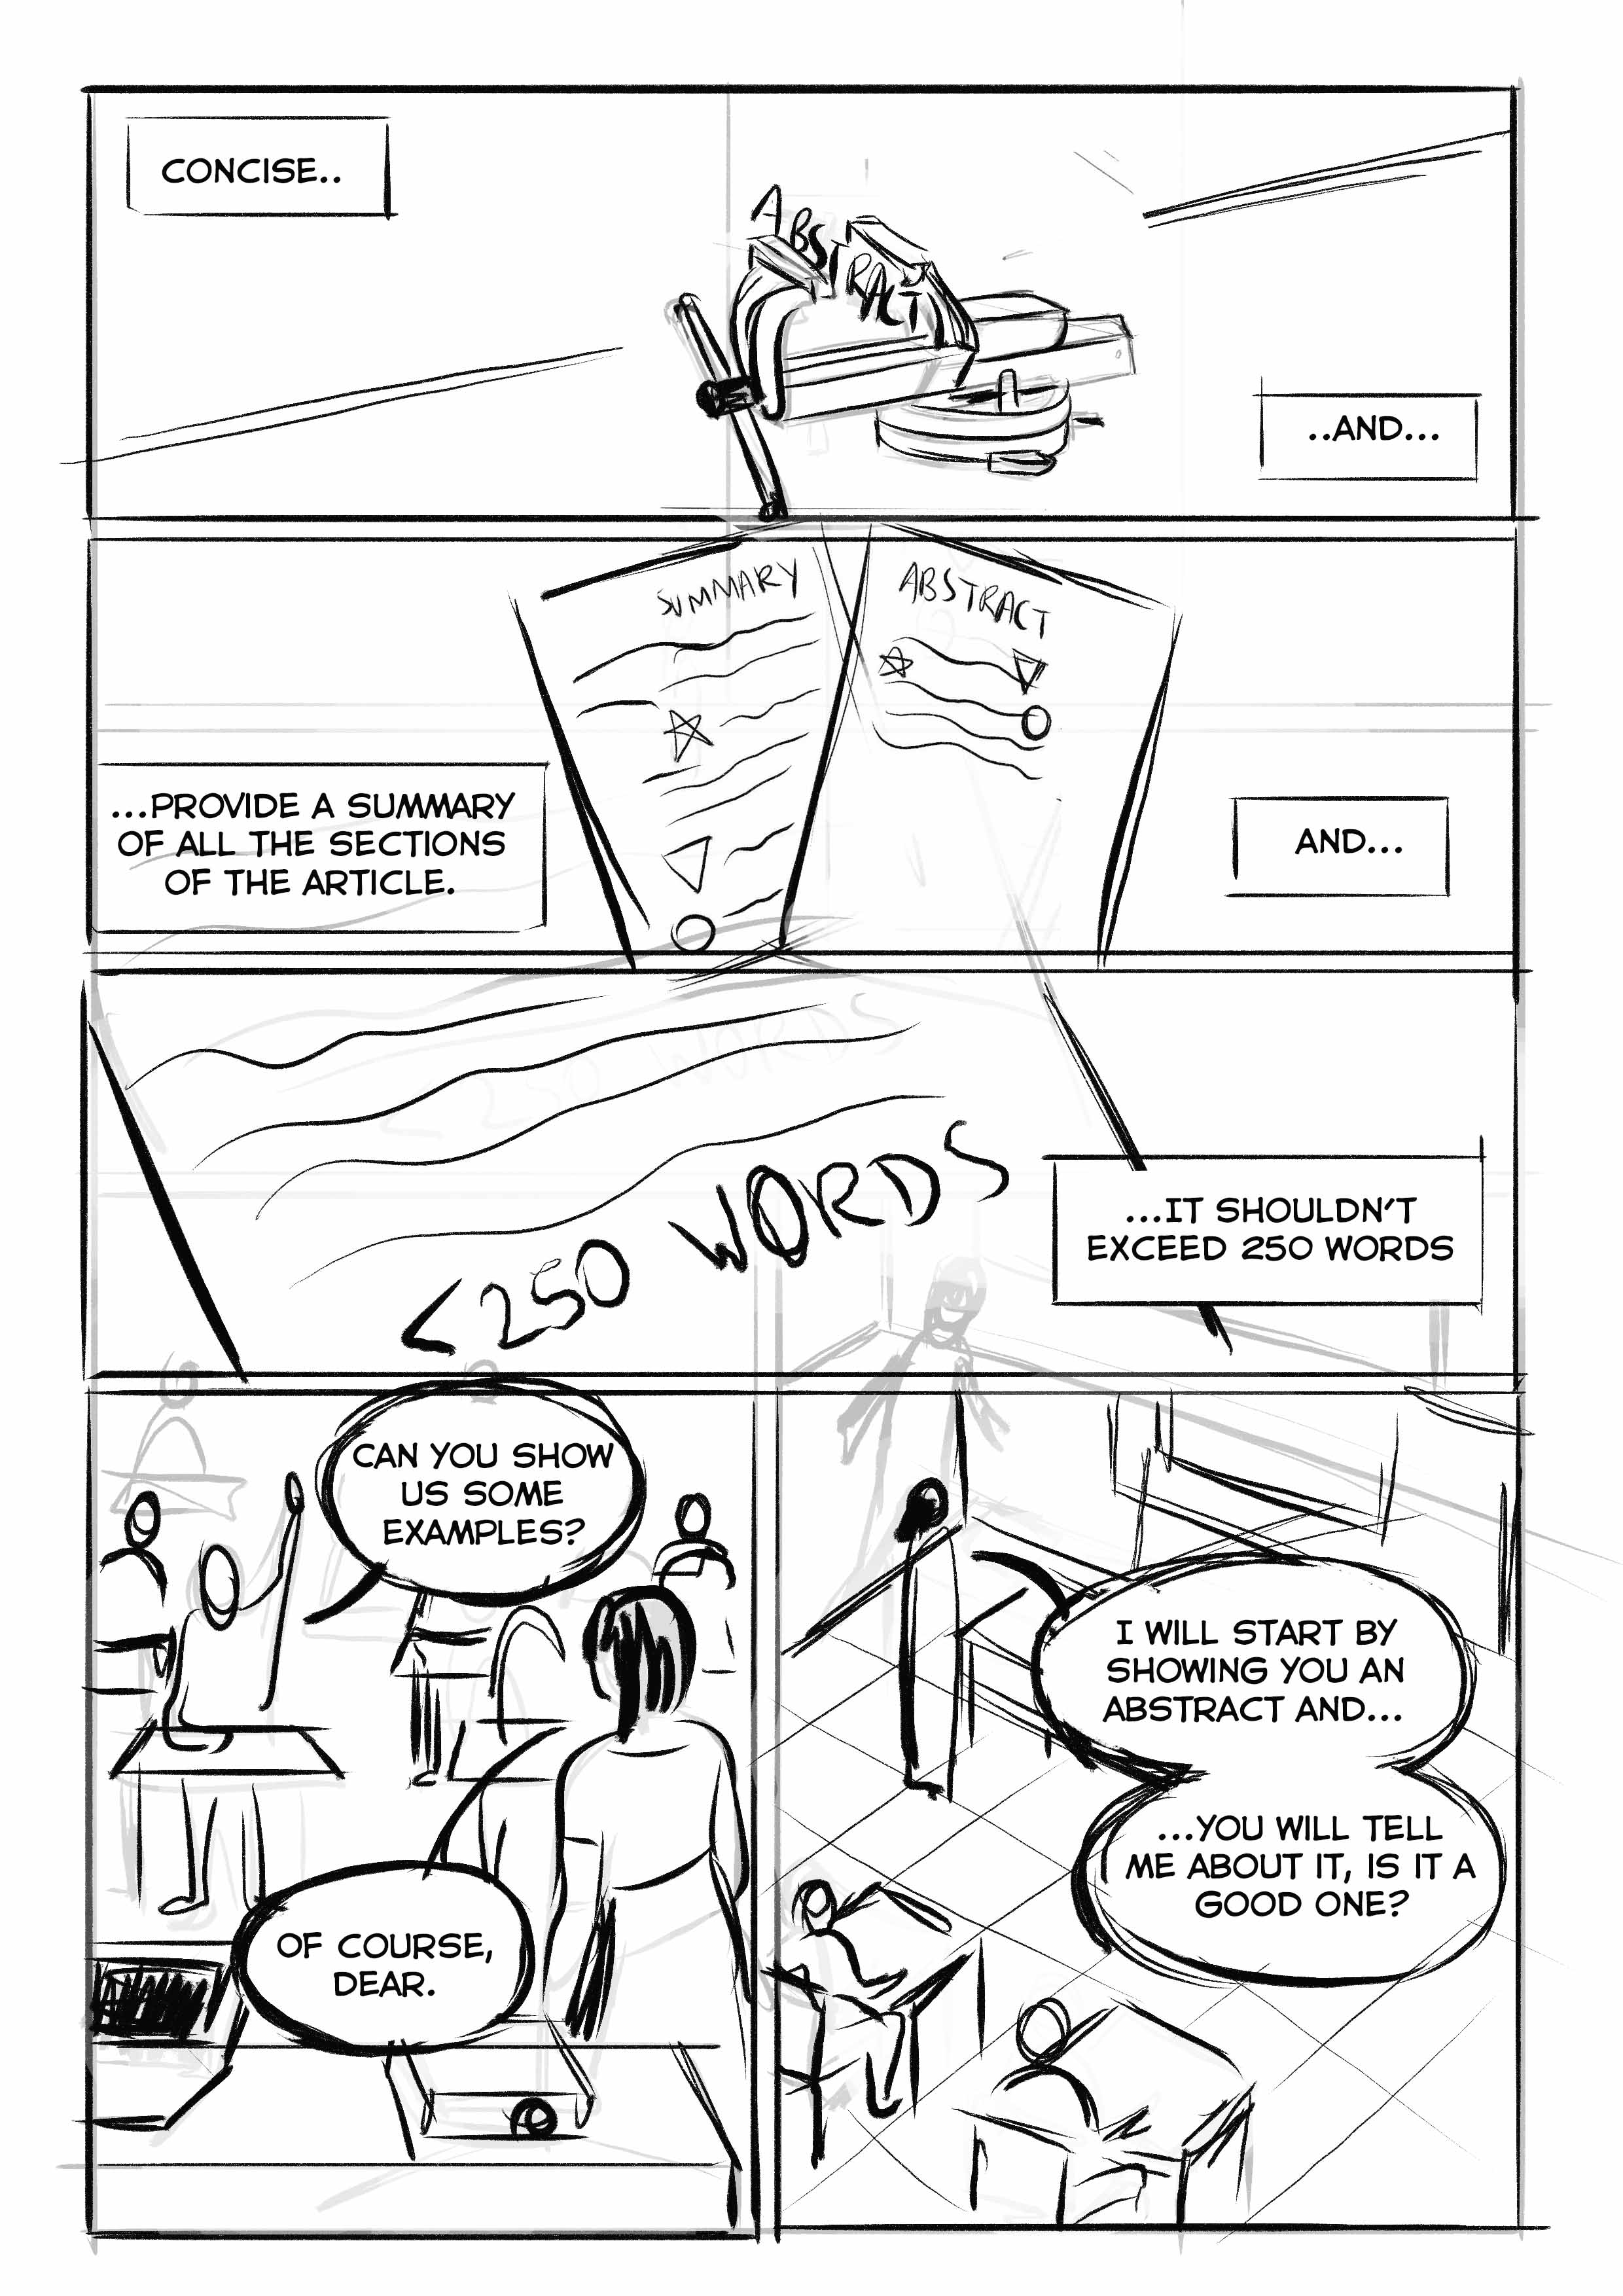 CONCISE..
ABSTRACT
..AND...
SUMMARY
ABSTRACT
...PROVIDE A SUMMARY
OF ALL THE SECTIONS
OF THE ARTICLE.
AND...
250 WORDS
<250 WORDS
...IT SHOULDN'T
EXCEED 250 WORDS
CAN YOU SHOW
US SOME
EXAMPLES?
OF COURSE,
DEAR.
I WILL START BY
SHOWING YOU AN
ABSTRACT AND...
...YOU WILL TELL
ME ABOUT IT, IS IT A
GOOD ONE?